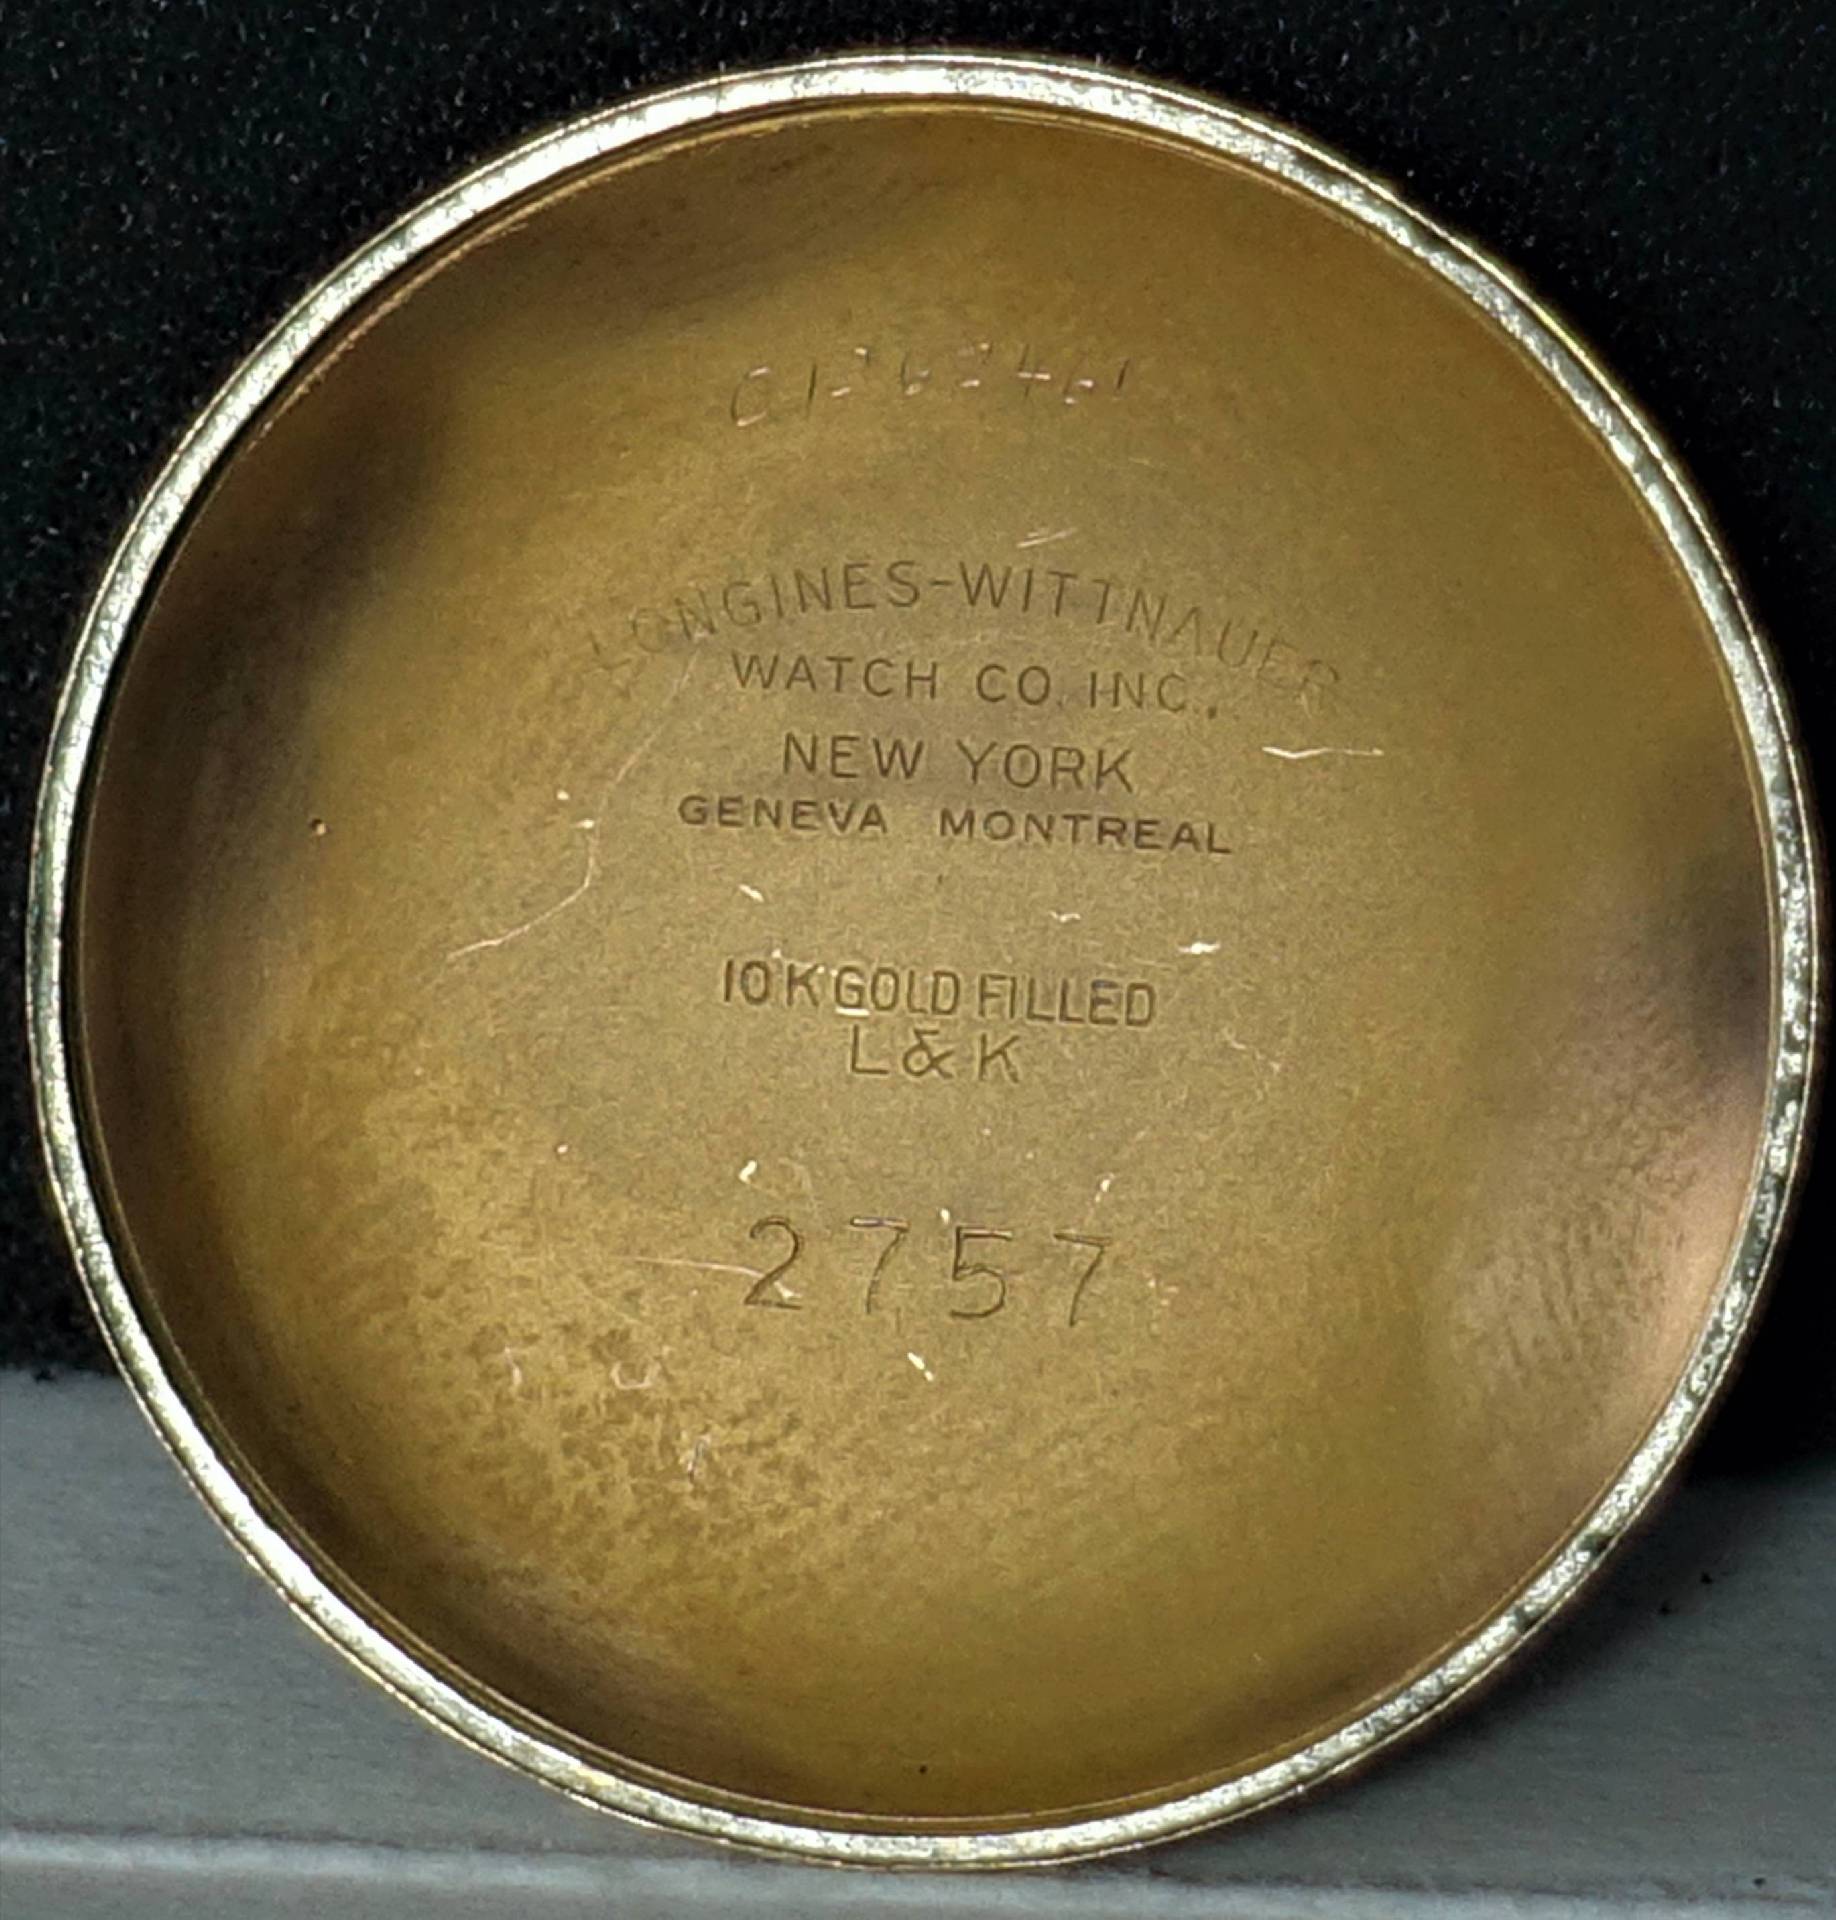 LONGINES-WITTNAUER
WATCH CO. INC.,
NEW YORK
GENEVA MONTREAL
10 K GOLD FILLED
L & K
2757